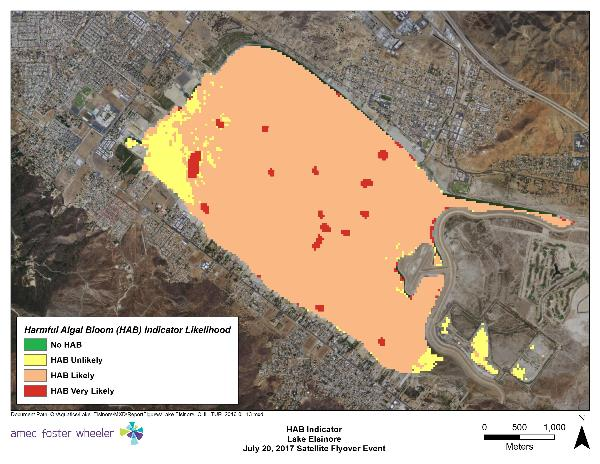 Harmful Algal Bloom (HAB) Indicator Likelihood
No HAB
HAB Unlikely
HAB Likely
HAB Very Likely
amec foster wheeler
HAB Indicator
Lake Elsinore
July 20, 2017 Satellite Flyover Event
0 500 1,000
Meters
N